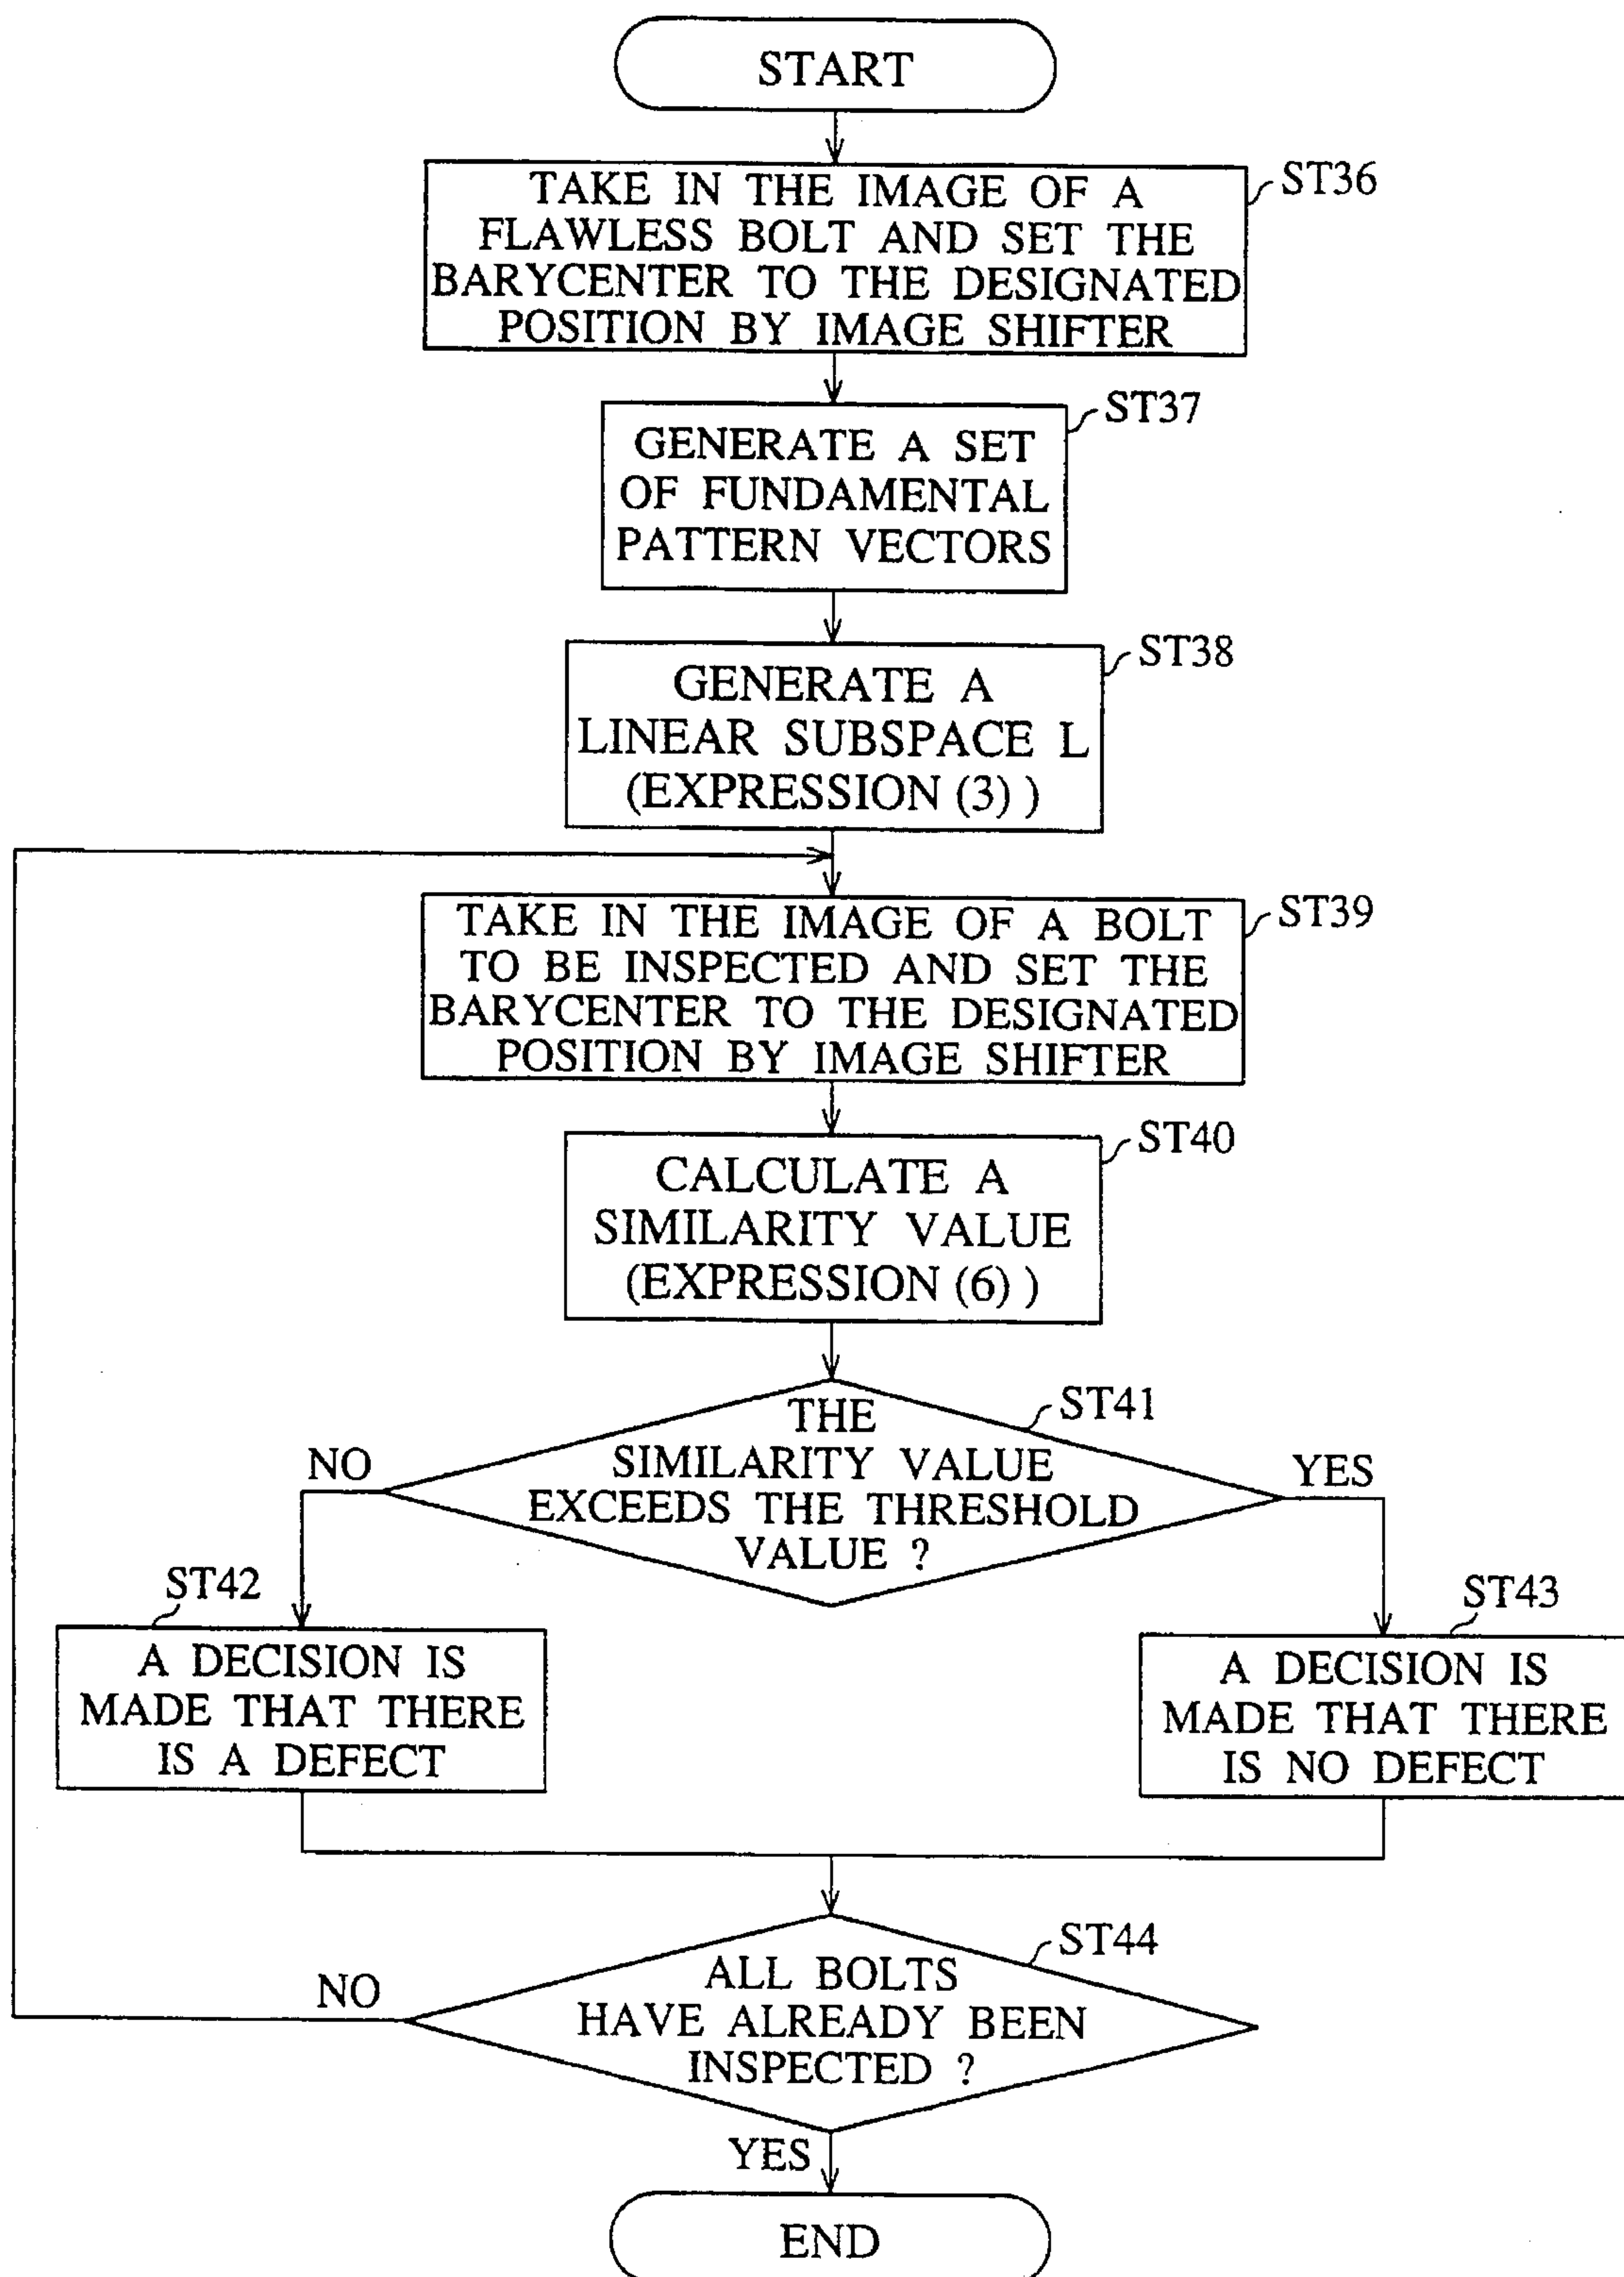 START
ST36
TAKE IN THE IMAGE OF A
FLAWLESS BOLT AND SET THE
BARYCENTER TO THE DESIGNATED
POSITION BY IMAGE SHIFTER
ST37
GENERATE A SET
OF FUNDAMENTAL
PATTERN VECTORS
ST38
GENERATE A
LINEAR SUBSPACE L
(EXPRESSION (3) )
ST39
TAKE IN THE IMAGE OF A BOLT
TO BE INSPECTED AND SET THE
BARYCENTER TO THE DESIGNATED
POSITION BY IMAGE SHIFTER
ST40
CALCULATE A
SIMILARITY VALUE
(EXPRESSION (6) )
ST41
THE
SIMILARITY VALUE
EXCEEDS THE THRESHOLD
VALUE ?
NO
YES
ST42
A DECISION IS
MADE THAT THERE
IS A DEFECT
ST43
A DECISION IS
MADE THAT THERE
IS NO DEFECT
ST44
ALL BOLTS
HAVE ALREADY BEEN
INSPECTED ?
NO
YES
END